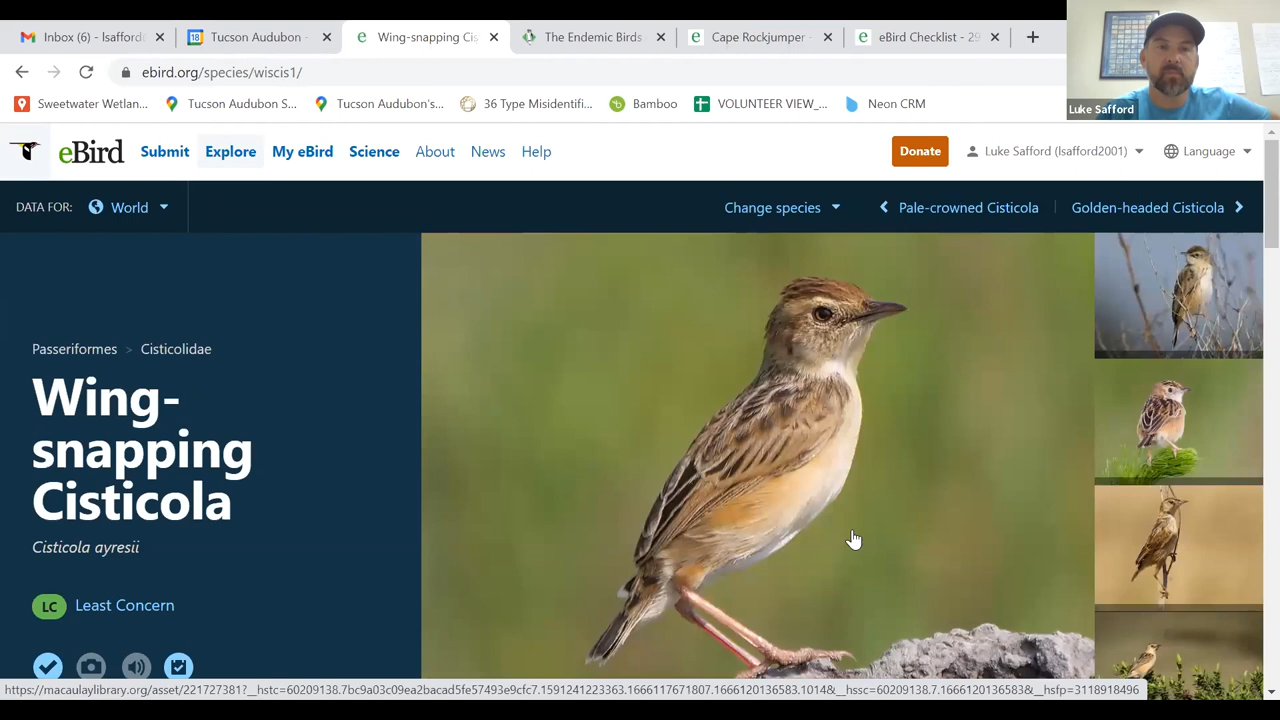 Inbox (6) - lsafford
Tucson Audubon -
Wing-snapping Cis
The Endemic Birds
Cape Rockjumper -
eBird Checklist - 29
ebird.org/species/wiscis1/
Sweetwater Wetlan...
Tucson Audubon S...
Tucson Audubon's...
36 Type Misidentifi...
Bamboo
VOLUNTEER VIEW_...
Neon CRM
Luke Safford
eBird Submit Explore My eBird Science About News Help
Donate
Luke Safford (lsafford2001)
Language
DATA FOR: World
Change species
Pale-crowned Cisticola
Golden-headed Cisticola
Passeriformes > Cisticolidae
Wing-
snapping
Cisticola
Cisticola ayresii
LC Least Concern
https://macaulaylibrary.org/asset/221727381?__hstc=60209138.7bc9a03c09ea2bacad5fe57493e9cfc7.1591241223363.1666117671807.1666120136583.1014&__hssc=60209138.7.1666120136583&__hsfp=3118918496